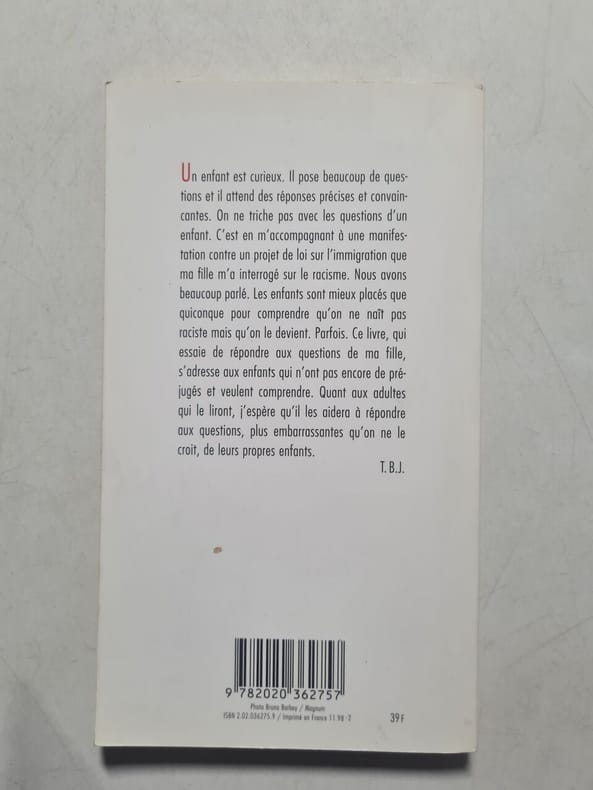 Un enfant est curieux. Il pose beaucoup de ques-
tions et il attend des réponses précises et convain-
cantes. On ne triche pas avec les questions d'un
enfant. C'est en m'accompagnant à une manifes-
tation contre un projet de loi sur l'immigration que
ma fille m'a interrogé sur le racisme. Nous avons
beaucoup parlé. Les enfants sont mieux placés que
quiconque pour comprendre qu'on ne naît pas
raciste mais qu'on le devient. Parfois. Ce livre, qui
essaie de répondre aux questions de ma fille,
s'adresse aux enfants qui n'ont pas encore de pré-
jugés et veulent comprendre. Quant aux adultes
qui le liront, j'espère qu'il les aidera à répondre
aux questions, plus embarrassantes qu'on ne le
croit, de leurs propres enfants.
T.B.J.
9 782020 362757
Photo Bruno Barbey / Magnum
ISBN 2.02.036275.9 / Imprimé en France 11.98-2
39 F